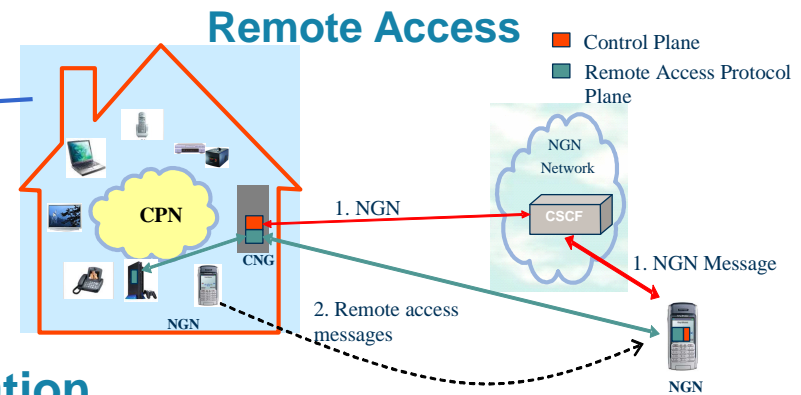 Remote Access
Control Plane
Remote Access Protocol
Plane
NGN
Network
CPN
1. NGN
CSCF
CNG
1. NGN Message
2. Remote access
messages
NGN
NGN